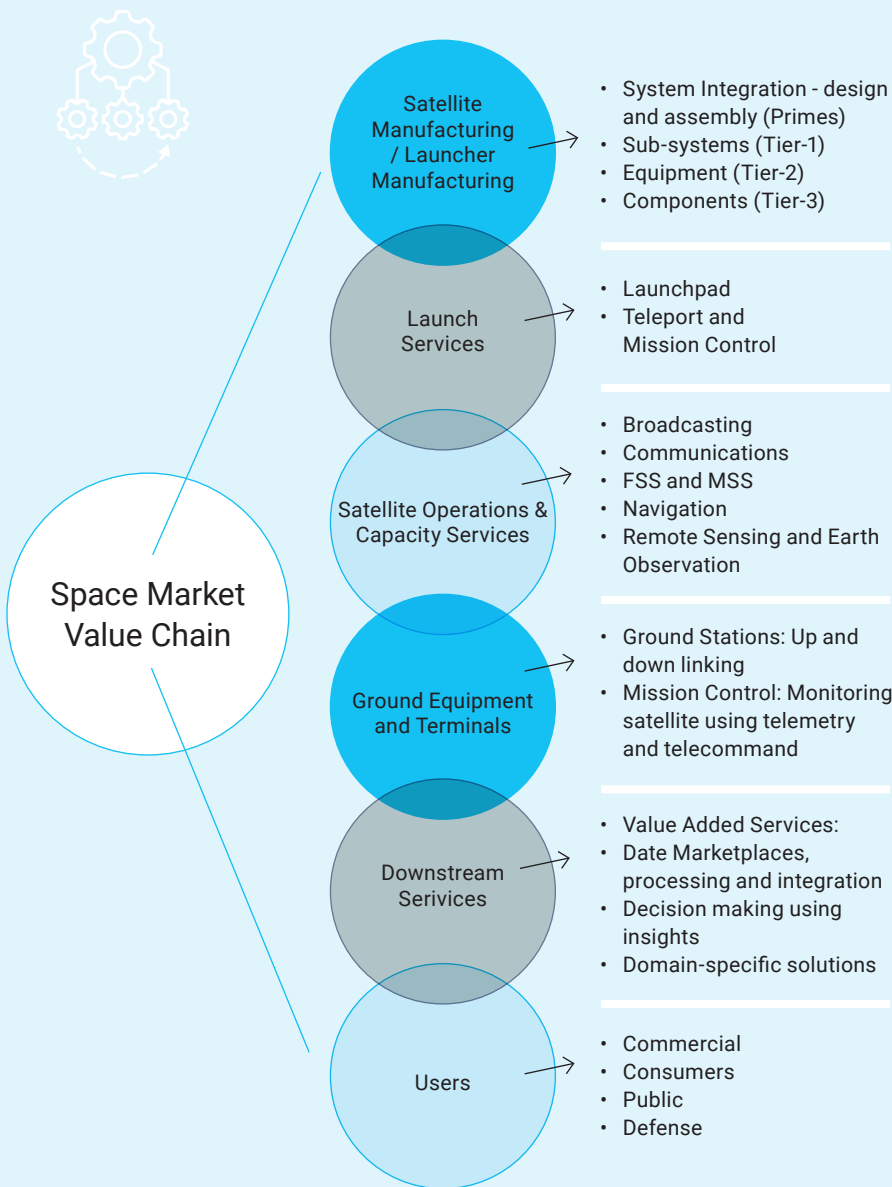 Satellite
Manufacturing
/ Launcher
Manufacturing
• System Integration - design
and assembly (Primes)
• Sub-systems (Tier-1)
• Equipment (Tier-2)
• Components (Tier-3)
Launch
Services
• Launchpad
• Teleport and
Mission Control
Satellite Operations &
Capacity Services
• Broadcasting
• Communications
• FSS and MSS
• Navigation
• Remote Sensing and Earth
Observation
Space Market
Value Chain
Ground Equipment
and Terminals
• Ground Stations: Up and
down linking
• Mission Control: Monitoring
satellite using telemetry
and telecommand
Downstream
Serivices
• Value Added Services:
• Date Marketplaces,
processing and integration
• Decision making using
insights
• Domain-specific solutions
Users
• Commercial
• Consumers
• Public
• Defense